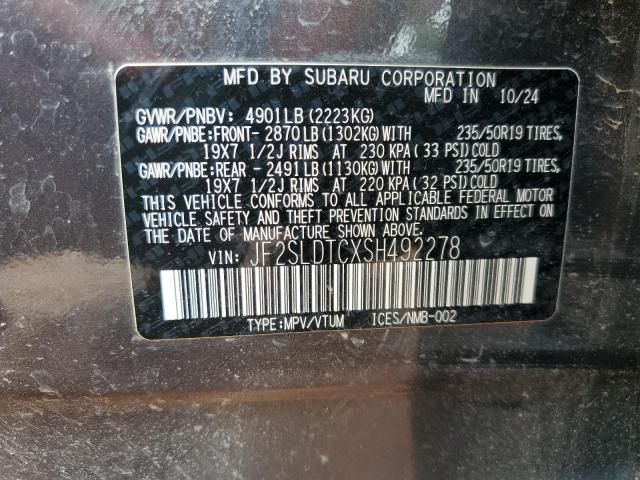 MFD BY SUBARU CORPORATION
MFD IN 10/24
GVWR/PNBV: 4901LB(2223KG)
GAWR/PNBE:FRONT-2870LB(1302KG)WITH 235/50R19 TIRES,
19X7 1/2J RIMS AT 230 KPA(33 PSI)COLD
GAWR/PNBE:REAR -2491LB(1130KG)WITH 235/50R19 TIRES,
19X7 1/2J RIMS AT 220 KPA(32 PSI)COLD
THIS VEHICLE CONFORMS TO ALL APPLICABLE FEDERAL MOTOR
VEHICLE SAFETY AND THEFT PREVENTION STANDARDS IN EFFECT ON
THE DATE OF MANUFACTURE SHOWN ABOVE.
VIN: JF2SLDTCXSH492278
TYPE:MPV/VTUM ICES/NMB-002